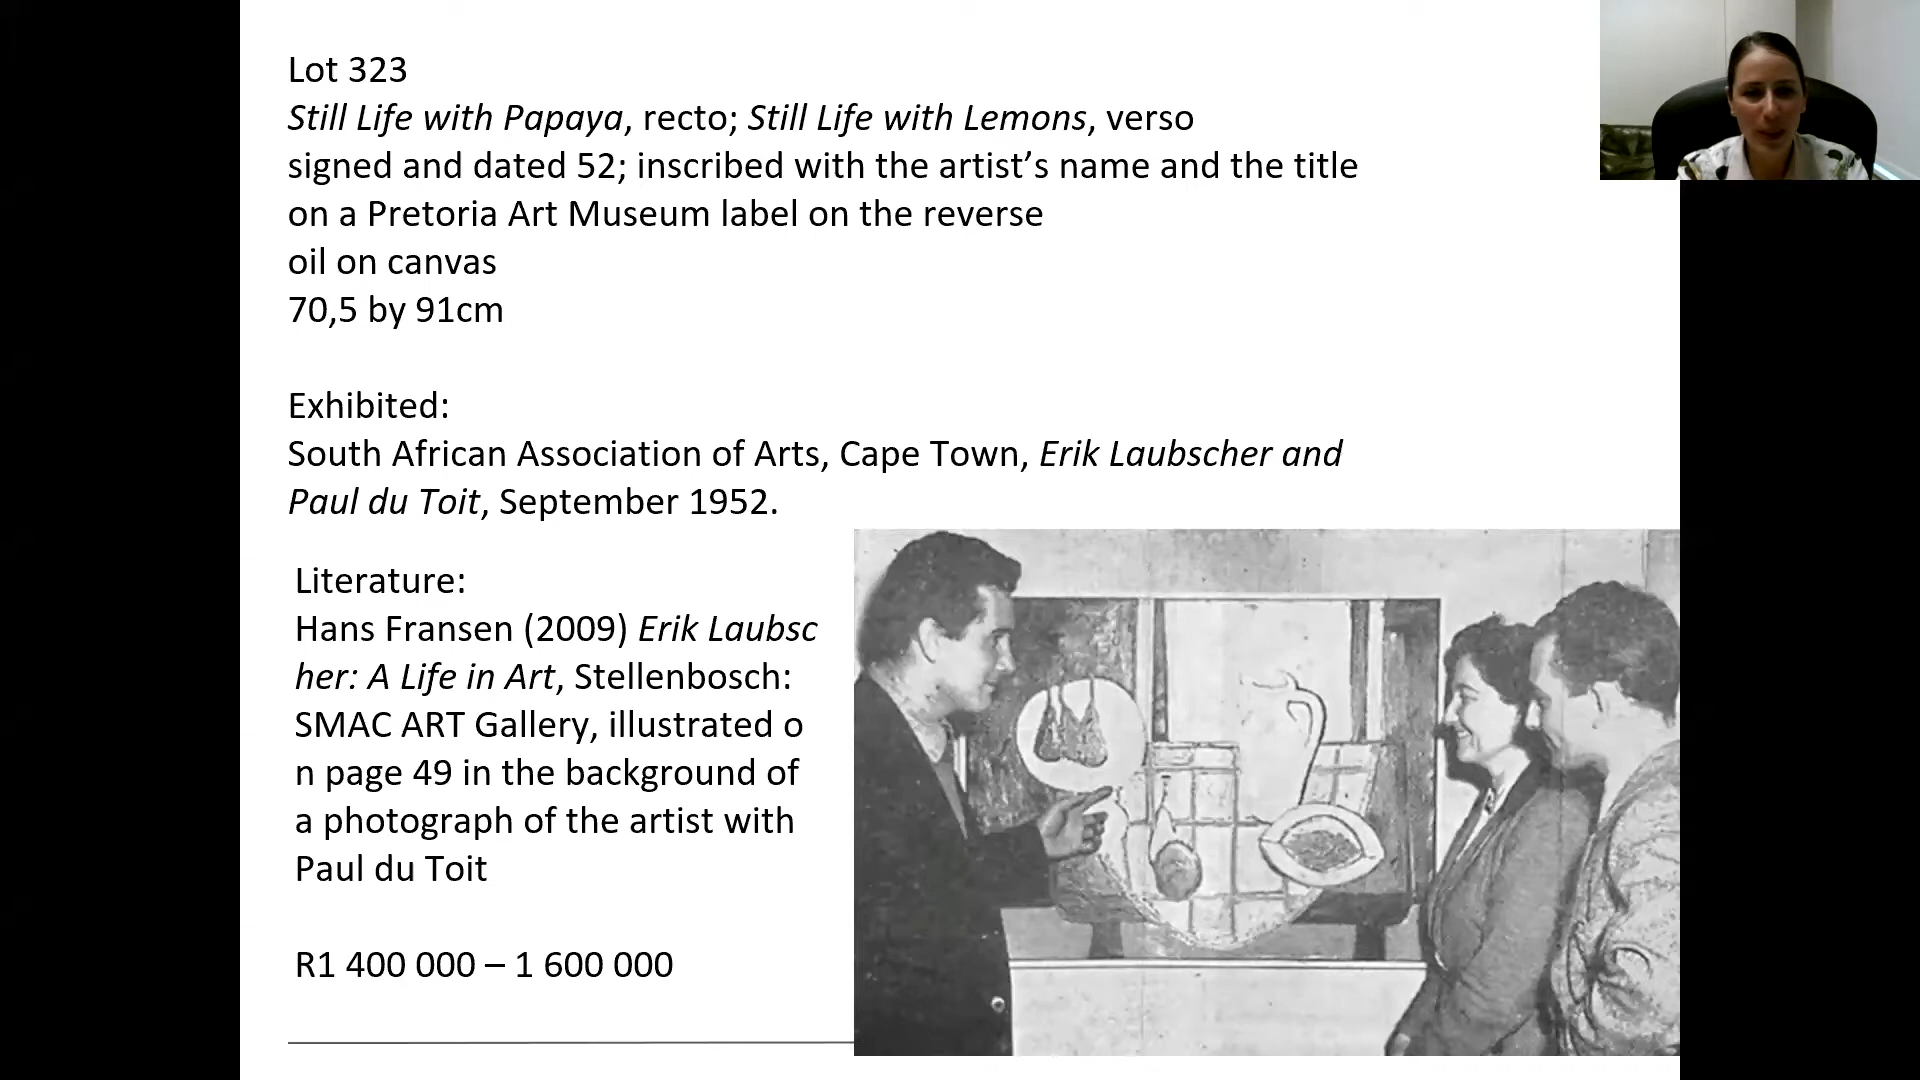 Lot 323
Still Life with Papaya, recto; Still Life with Lemons, verso
signed and dated 52; inscribed with the artist’s name and the title
on a Pretoria Art Museum label on the reverse
oil on canvas
70,5 by 91cm
Exhibited:
South African Association of Arts, Cape Town, Erik Laubscher and
Paul du Toit, September 1952.
Literature:
Hans Fransen (2009) Erik Laubsc
her: A Life in Art, Stellenbosch:
SMAC ART Gallery, illustrated o
n page 49 in the background of
a photograph of the artist with
Paul du Toit
R1 400 000 – 1 600 000